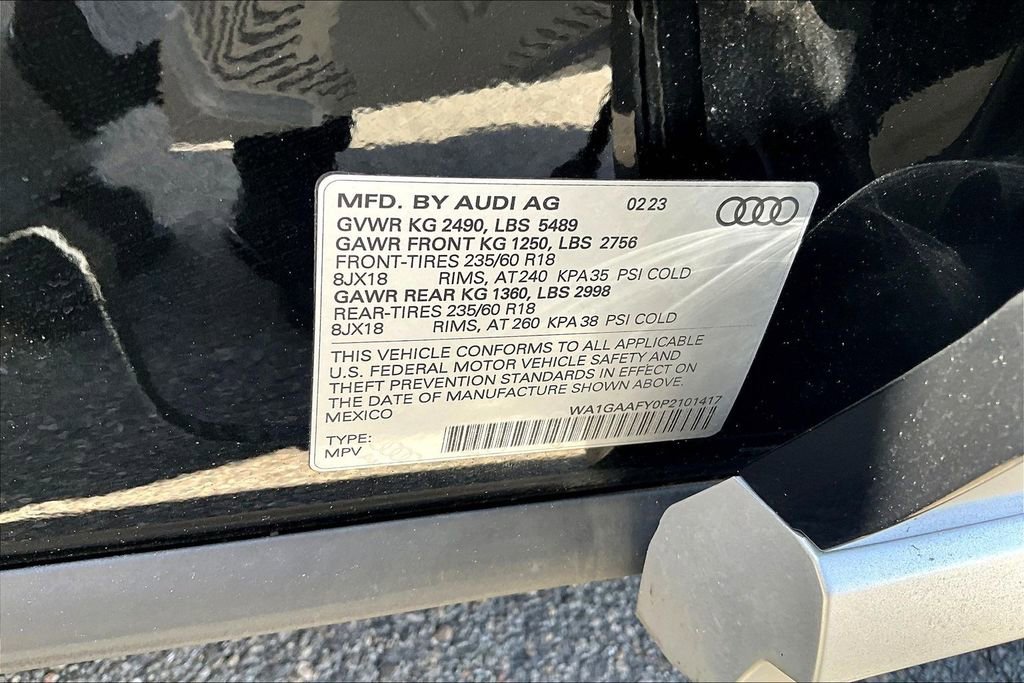 MFD. BY AUDI AG 02 23
GVWR KG 2490, LBS 5489
GAWR FRONT KG 1250, LBS 2756
FRONT-TIRES 235/60 R18
8JX18 RIMS, AT 240 KPA 35 PSI COLD
GAWR REAR KG 1360, LBS 2998
REAR-TIRES 235/60 R18
8JX18 RIMS, AT 260 KPA 38 PSI COLD
THIS VEHICLE CONFORMS TO ALL APPLICABLE
U.S. FEDERAL MOTOR VEHICLE SAFETY AND
THEFT PREVENTION STANDARDS IN EFFECT ON
THE DATE OF MANUFACTURE SHOWN ABOVE.
MEXICO WA1GAAFY0P2101417
TYPE:
MPV